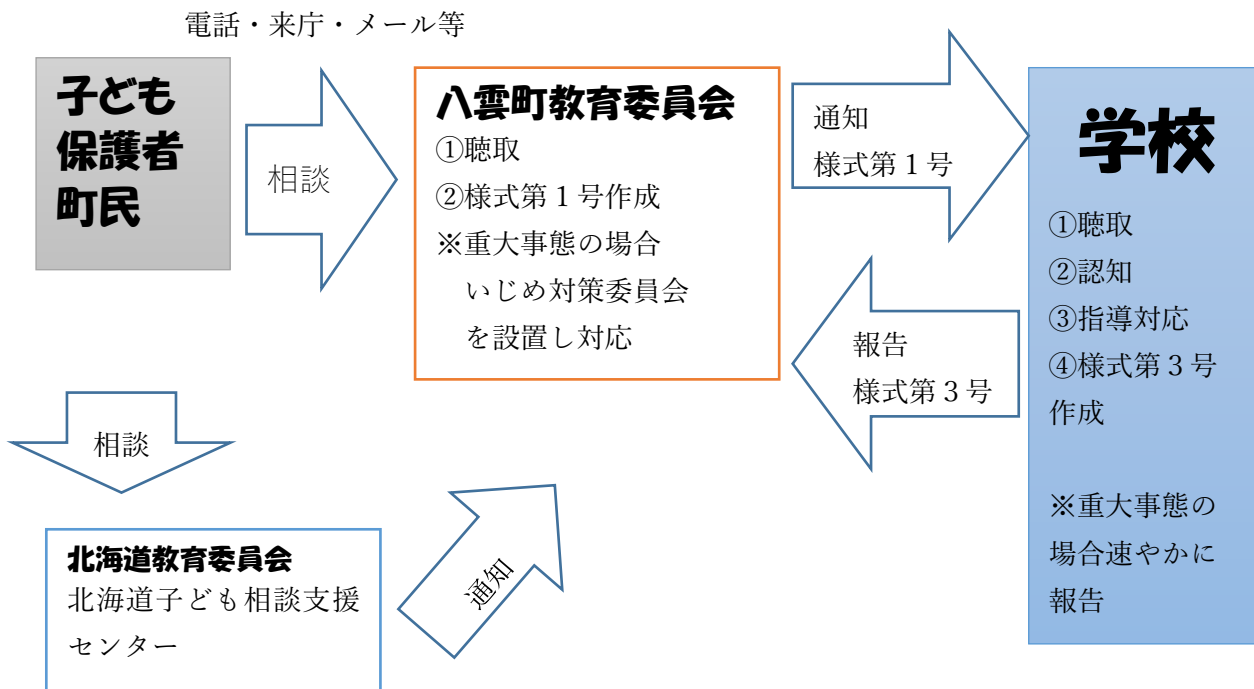 電話・来庁・メール等
子ども
保護者
町民
相談
八雲町教育委員会
①聴取
②様式第１号作成
※重大事態の場合
いじめ対策委員会
を設置し対応
通知
様式第１号
学校
①聴取
②認知
③指導対応
④様式第３号
作成
※重大事態の
場合速やかに
報告
報告
様式第３号
相談
北海道教育委員会
北海道子ども相談支援
センター
通知